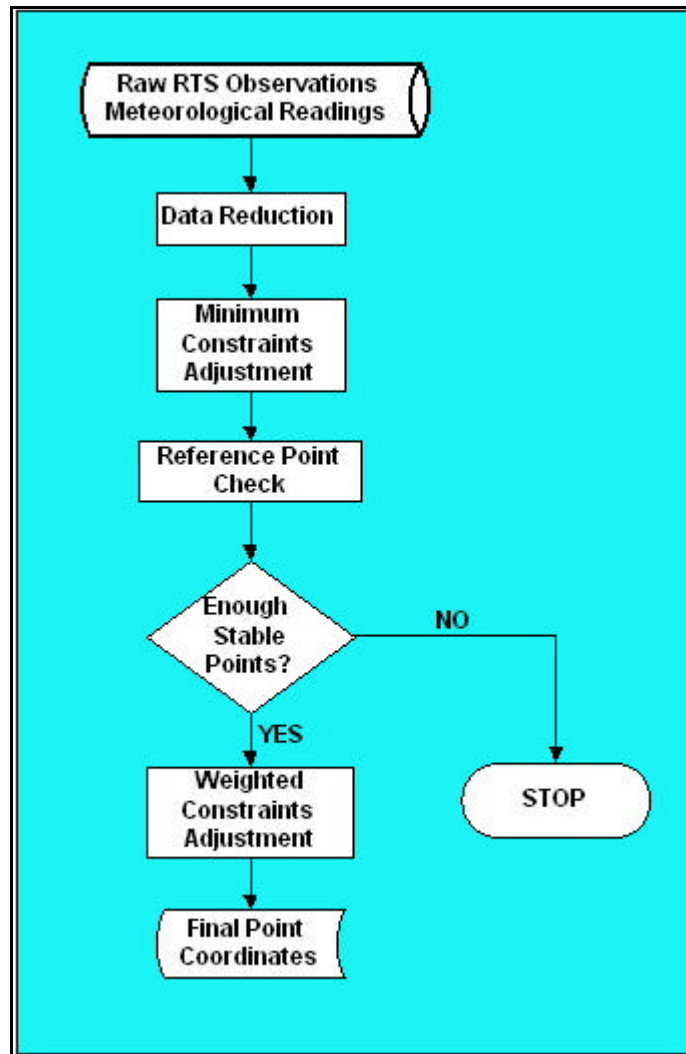 Raw RTS Observations
Meteorological Readings
Data Reduction
Minimum
Constraints
Adjustment
Reference Point
Check
Enough
Stable
Points?
NO
YES
Weighted
Constraints
Adjustment
STOP
Final Point
Coordinates